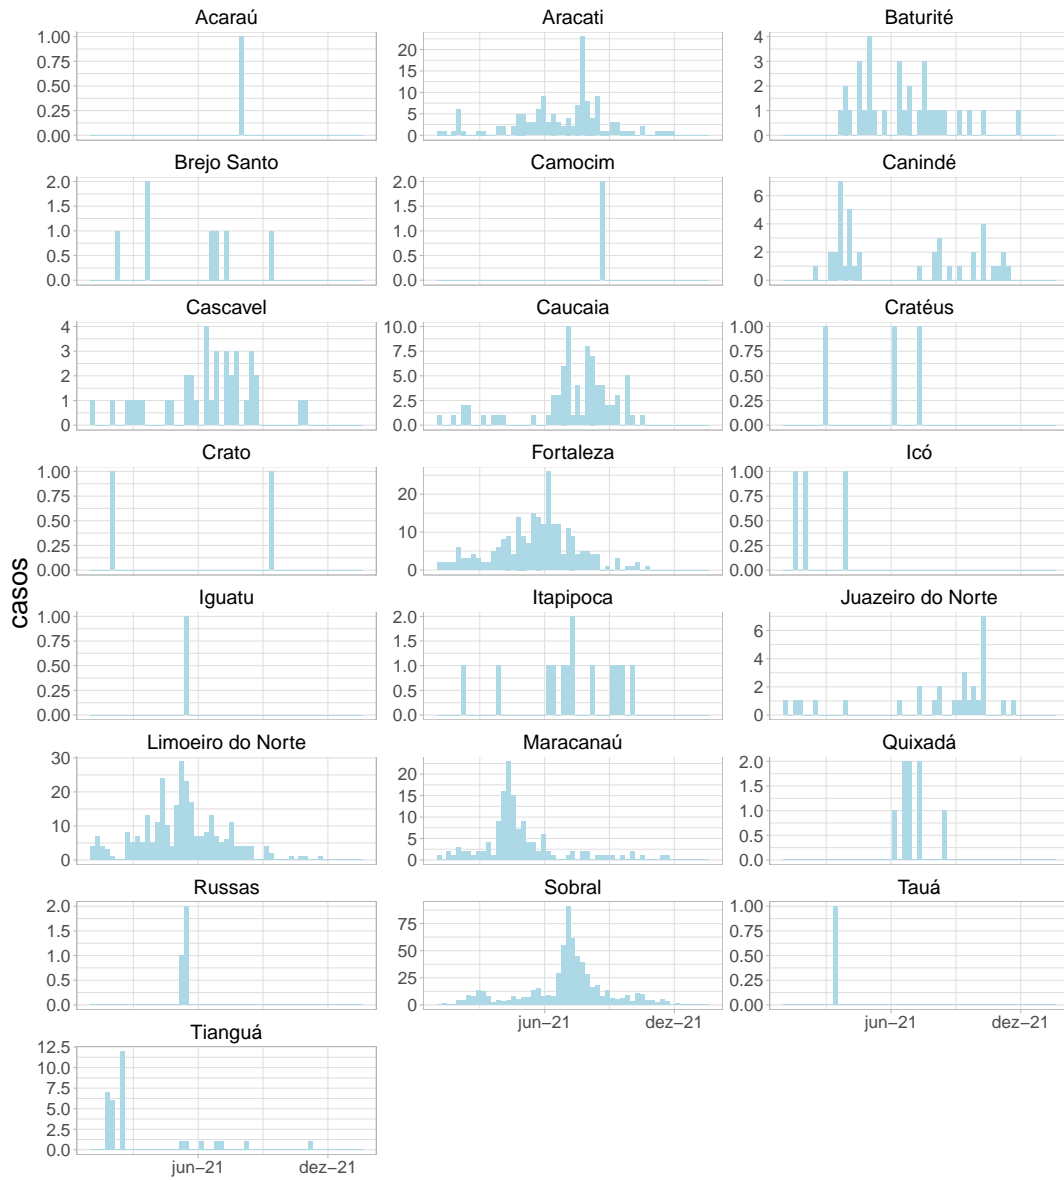 Acaraú Aracati Baturité
1.00 20 4
0.75 15 3
0.50 10 2
0.25 5 1
0.00 0 0
Brejo Santo Camocim Canindé
2.0 2.0 6
1.5 1.5 4
1.0 1.0 2
0.5 0.5 0
0.0 0.0
Cascavel Caucaia Cratéus
4 10.0 1.00
3 7.5 0.75
2 5.0 0.50
1 2.5 0.25
0 0.0 0.00
Crato Fortaleza Icó
1.00 20 1.00
0.75 10 0.75
0.50 0 0.50
0.25 0.25
0.00 0.00
casos
Iguatu Itapipoca Juazeiro do Norte
1.00 2.0 6
0.75 1.5 4
0.50 1.0 2
0.25 0.5 0
0.00 0.0
Limoeiro do Norte Maracanaú Quixadá
30 20 2.0
20 15 1.5
10 10 1.0
0 5 0.5
0 0.0
Russas Sobral Tauá
2.0 75 1.00
1.5 50 0.75
1.0 25 0.50
0.5 0 0.25
0.0 0.00
jun–21 dez–21 jun–21 dez–21
Tianguá
12.5
10.0
7.5
5.0
2.5
0.0
jun–21 dez–21